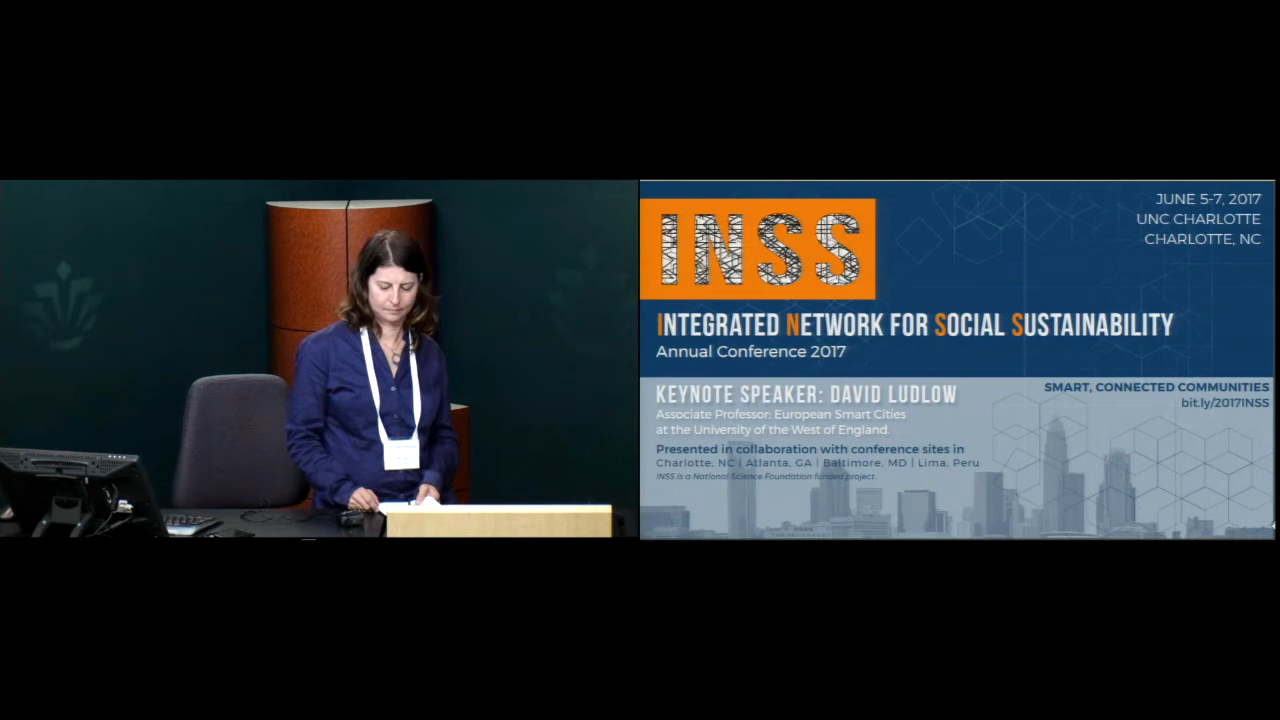 JUNE 5-7, 2017
UNC CHARLOTTE
CHARLOTTE, NC
INSS
INTEGRATED NETWORK FOR SOCIAL SUSTAINABILITY
Annual Conference 2017
KEYNOTE SPEAKER: DAVID LUDLOW
Associate Professor: European Smart Cities
at the University of the West of England.
SMART, CONNECTED COMMUNITIES
bit.ly/2017INSS
Presented in collaboration with conference sites in
Charlotte, NC | Atlanta, GA | Baltimore, MD | Lima, Peru
INSS is a National Science Foundation funded project.